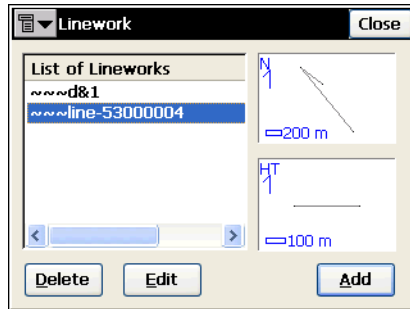 Linework
Close
List of Lineworks
~~~d&1
~~~line-53000004
N
200 m
HT
100 m
Delete
Edit
Add